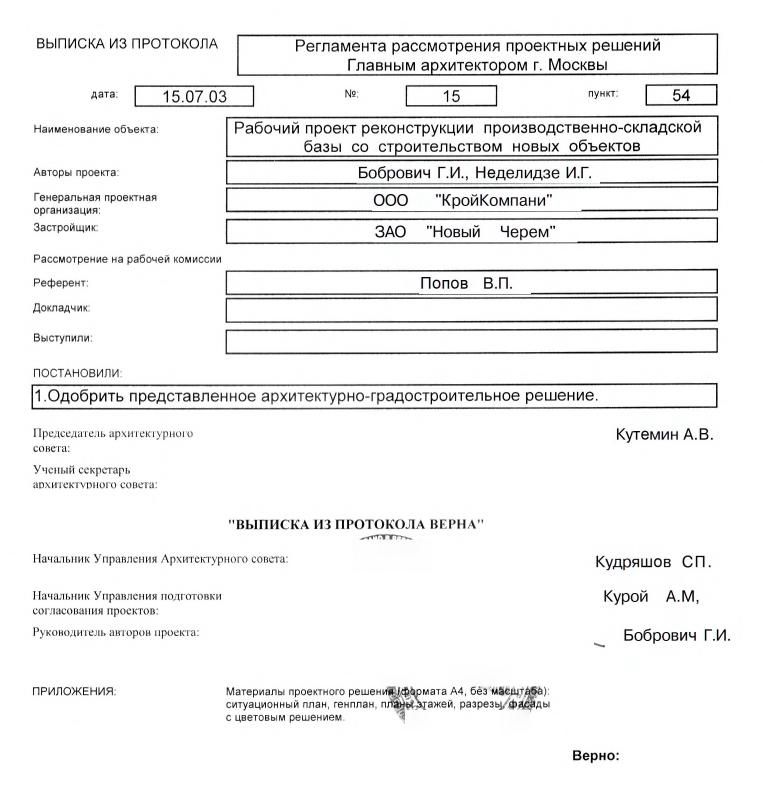 ВЫПИСКА ИЗ ПРОТОКОЛА
Регламента рассмотрения проектных решений
Главным архитектором г. Москвы
дата: 15.07.03 №: 15 пункт: 54
Наименование объекта:
Рабочий проект реконструкции производственно-складской
базы со строительством новых объектов
Авторы проекта: Бобрович Г.И., Неделидзе И.Г.
Генеральная проектная
организация:
ООО "КройКомпани"
Застройщик: ЗАО "Новый Черем"
Рассмотрение на рабочей комиссии
Референт: Попов В.П.
Докладчик:
Выступили:
ПОСТАНОВИЛИ:
1.Одобрить представленное архитектурно-градостроительное решение.
Председатель архитектурного
совета:
Кутемин А.В.
Ученый секретарь
архитектурного совета:
"ВЫПИСКА ИЗ ПРОТОКОЛА ВЕРНА"
Начальник Управления Архитектурного совета: Кудряшов СП.
Начальник Управления подготовки
согласования проектов:
Курой А.М,
Руководитель авторов проекта: Бобрович Г.И.
ПРИЛОЖЕНИЯ:
Материалы проектного решения (формата А4, без масштаба):
ситуационный план, генплан, планы этажей, разрезы, фасады
с цветовым решением.
Верно: